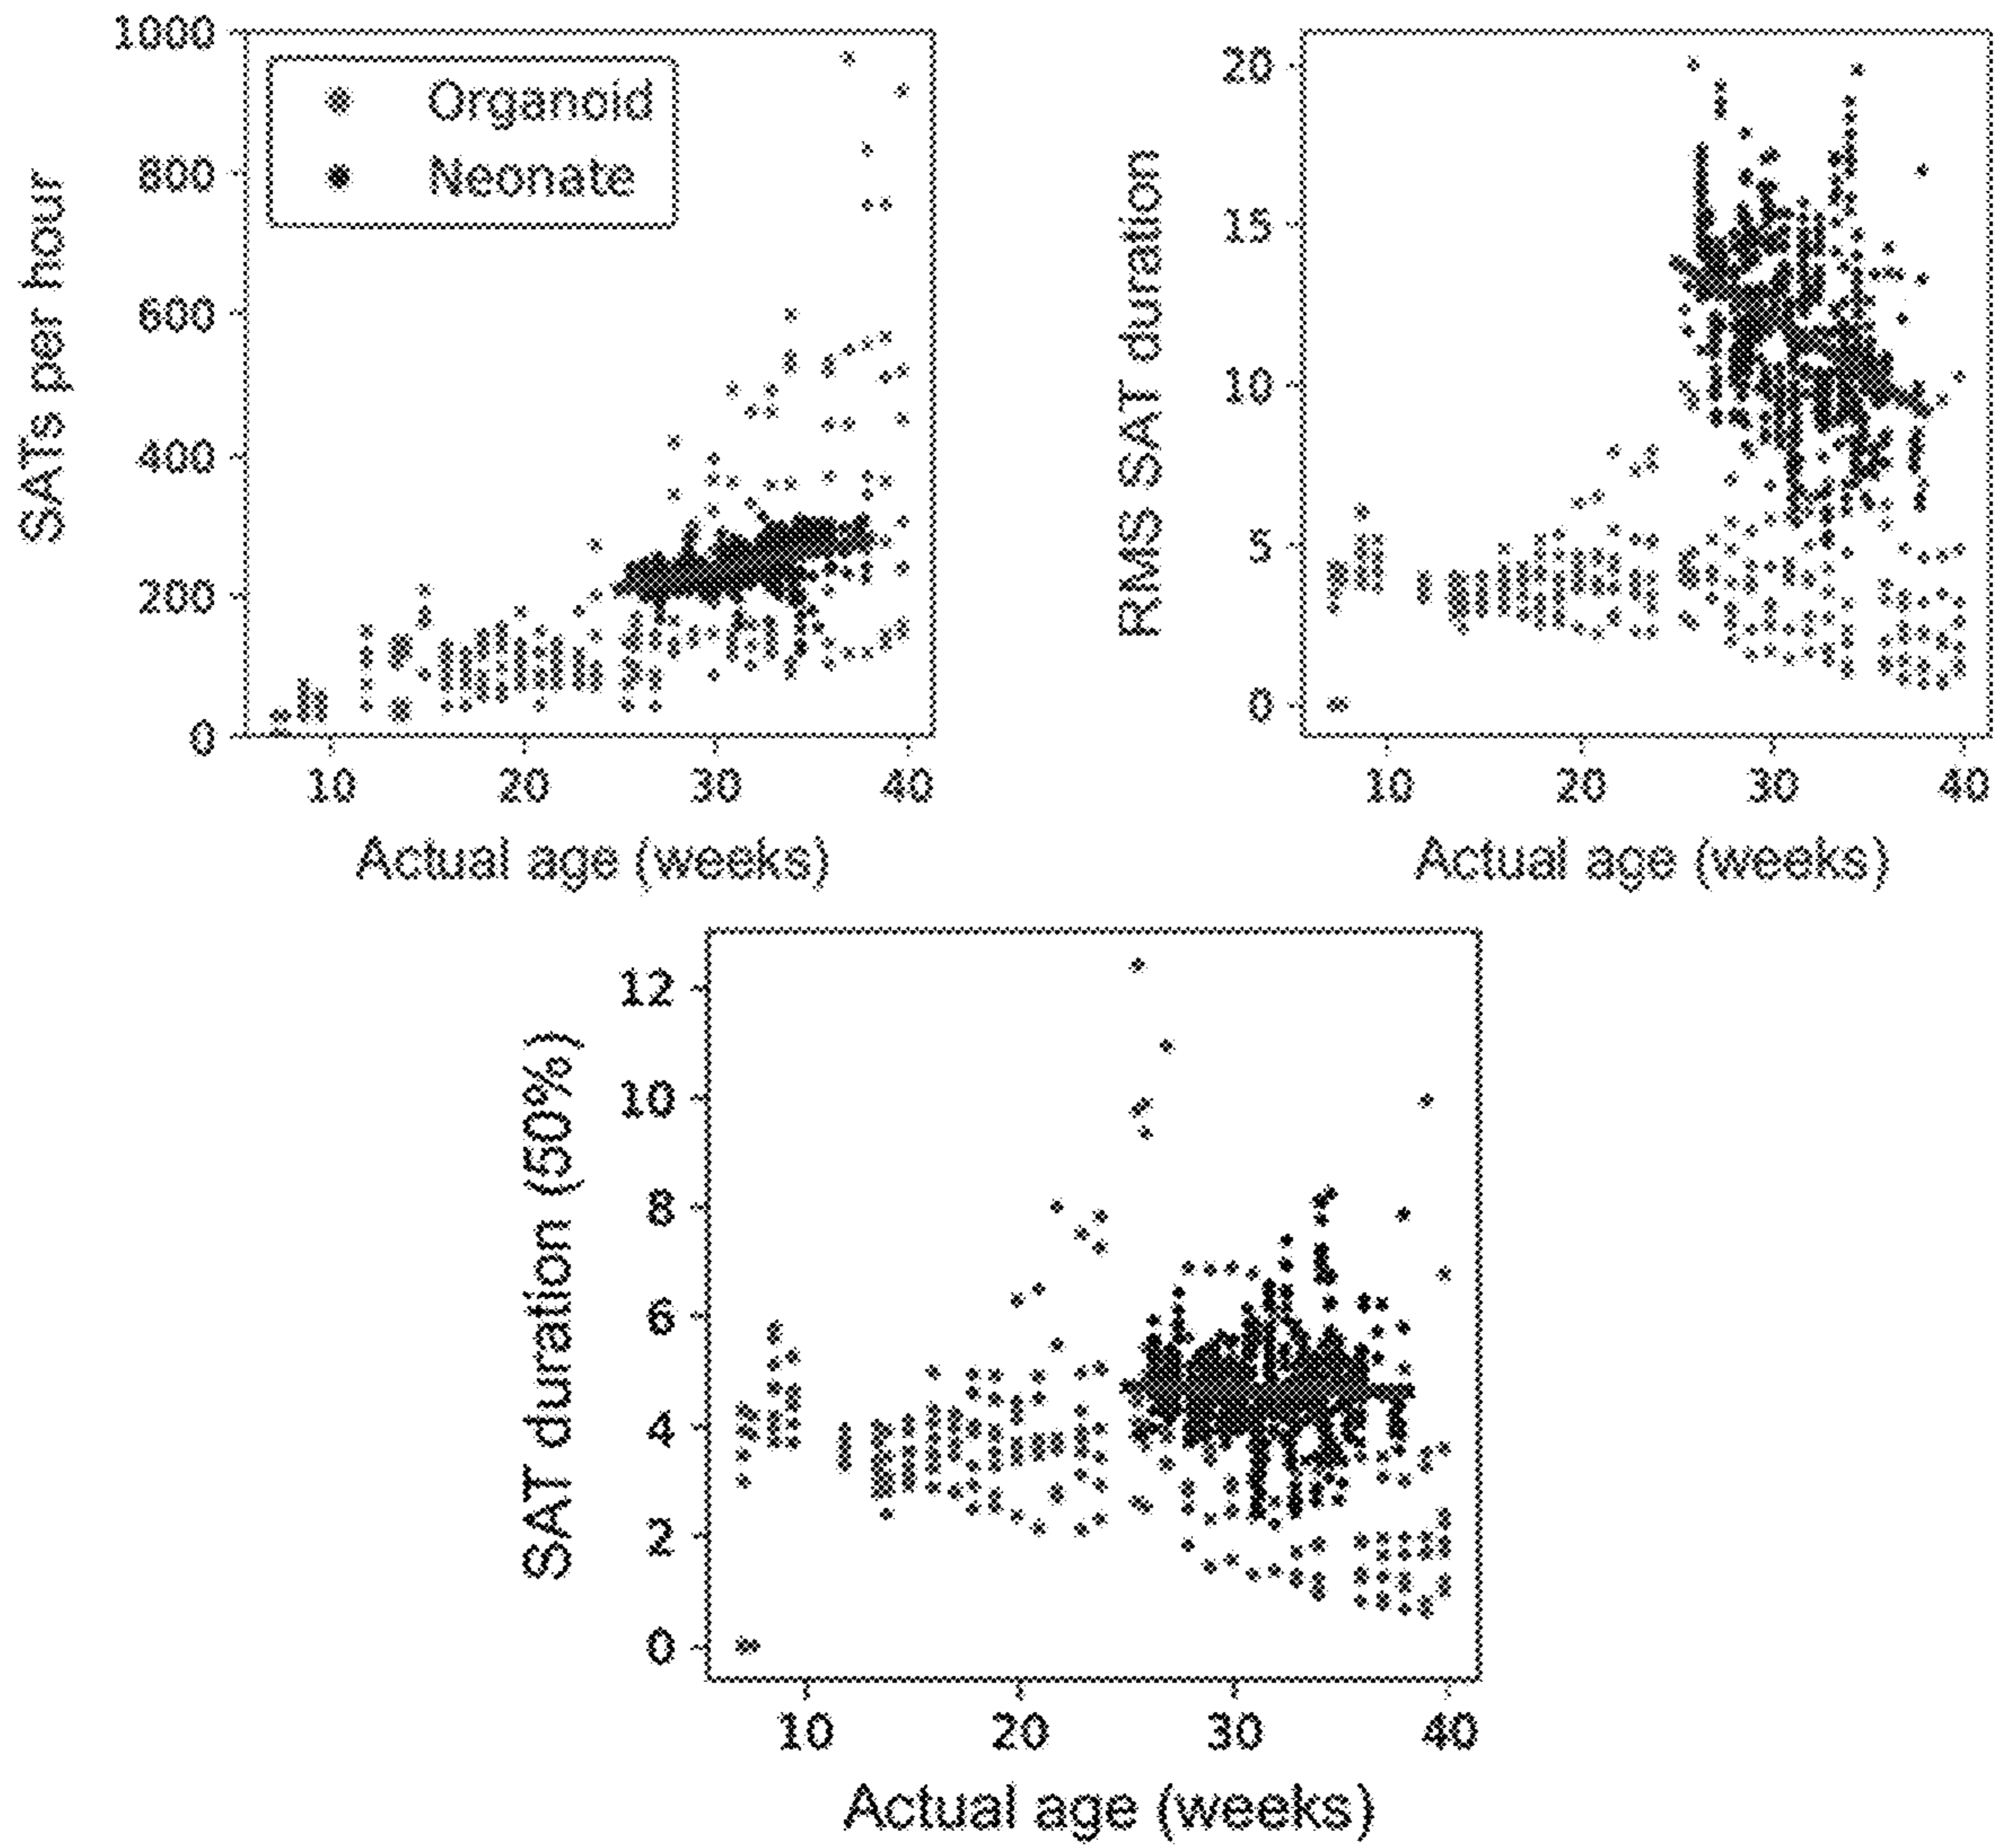 SATs per hour
1000
800
600
400
200
0
Organoid
Neonate
10 20 30 40
Actual age (weeks)
RMS SAT duration
20
15
10
5
0
10 20 30 40
Actual age (weeks)
SAT duration (50%)
12
10
8
6
4
2
0
10 20 30 40
Actual age (weeks)